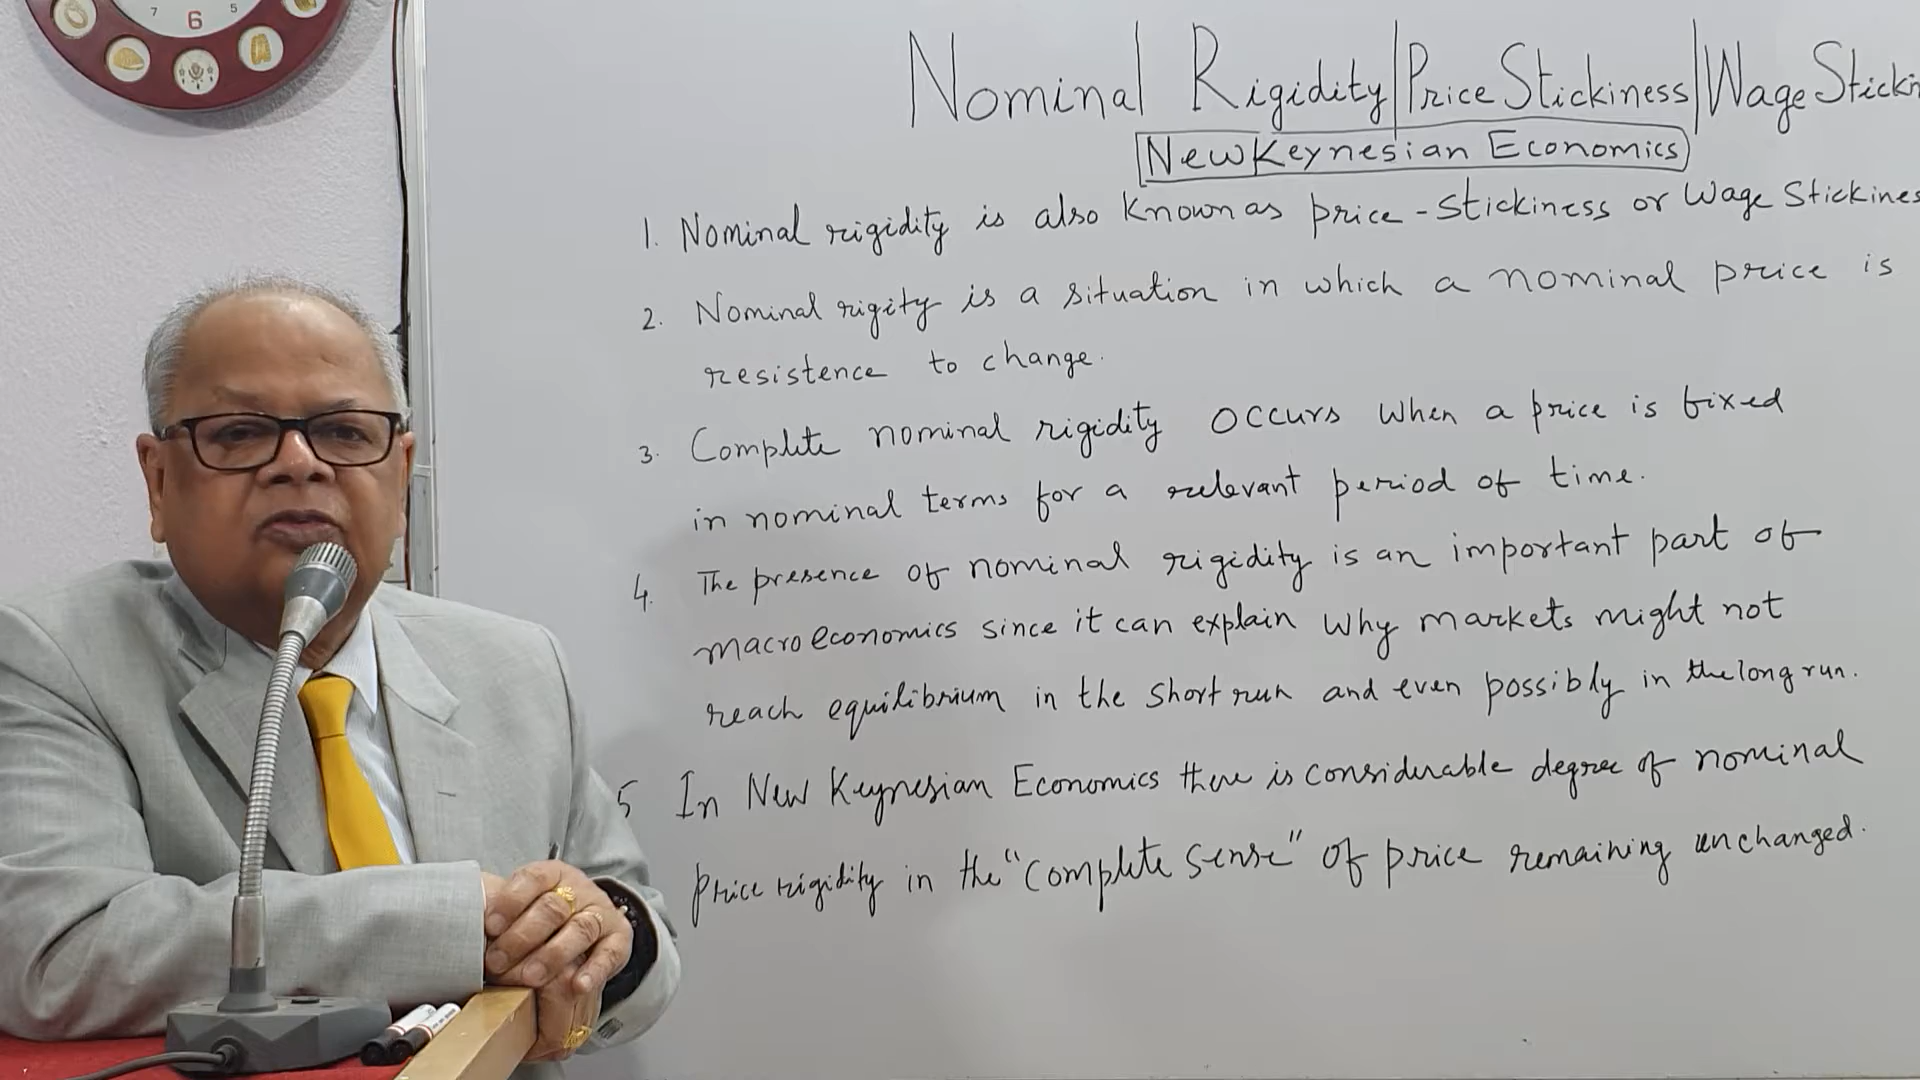 7 6 5
Nominal Rigidity|Price Stickiness|Wage Stickin
New Keynesian Economics
1. Nominal rigidity is also known as price-stickiness or wage stickines
2. Nominal rigity is a situation in which a nominal price is
resistence to change.
3. Complete nominal rigidity occurs when a price is fixed
in nominal terms for a relevant period of time.
4. The presence of nominal rigidity is an important part of
macroeconomics since it can explain why markets might not
reach equilibrium in the short run and even possibly in the long run.
5 In New Keynesian Economics there is considerable degree of nominal
price rigidity in the "complete sense" of price remaining unchanged.